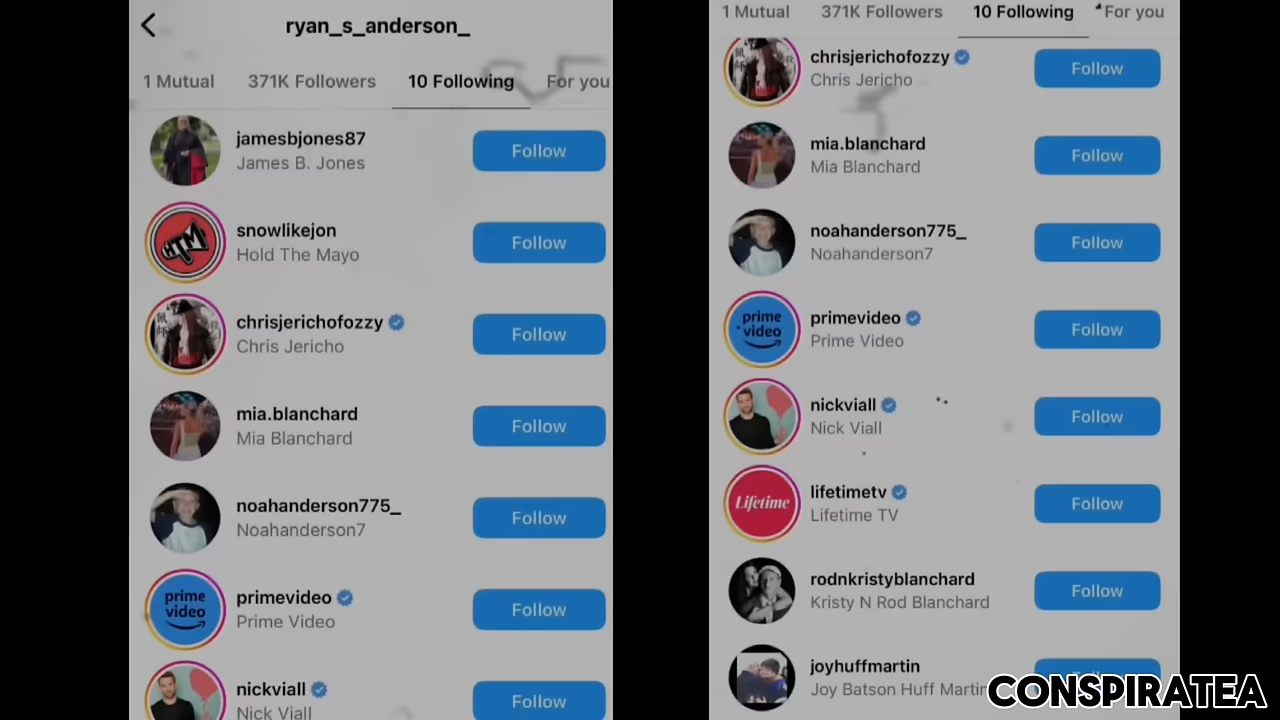 ryan_s_anderson_
1 Mutual 371K Followers 10 Following For you
jamesbjones87
James B. Jones
Follow
snowlikejon
Hold The Mayo
Follow
HTM
chrisjerichofozzy
Chris Jericho
Follow
mia.blanchard
Mia Blanchard
Follow
noahanderson775_
Noahanderson7
Follow
prime
video
primevideo
Prime Video
Follow
nickviall
Nick Viall
Follow
1 Mutual 371K Followers 10 Following For you
chrisjerichofozzy
Chris Jericho
Follow
mia.blanchard
Mia Blanchard
Follow
noahanderson775_
Noahanderson7
Follow
prime
video
primevideo
Prime Video
Follow
nickviall
Nick Viall
Follow
Lifetime
lifetimetv
Lifetime TV
Follow
rodnkristyblanchard
Kristy N Rod Blanchard
Follow
joyhuffmartin
Joy Batson Huff Martin
Follow
CONSPIRATEA